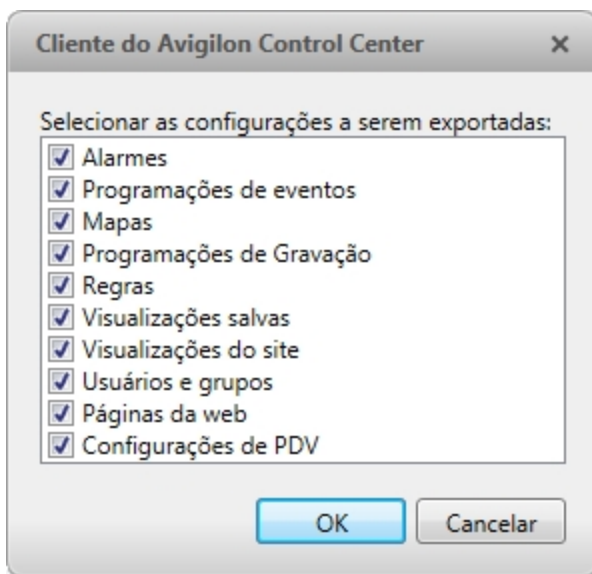 Cliente do Avigilon Control Center
Selecionar as configurações a serem exportadas:
Alarmes
Programações de eventos
Mapas
Programações de Gravação
Regras
Visualizações salvas
Visualizações do site
Usuários e grupos
Páginas da web
Configurações de PDV
OK Cancelar